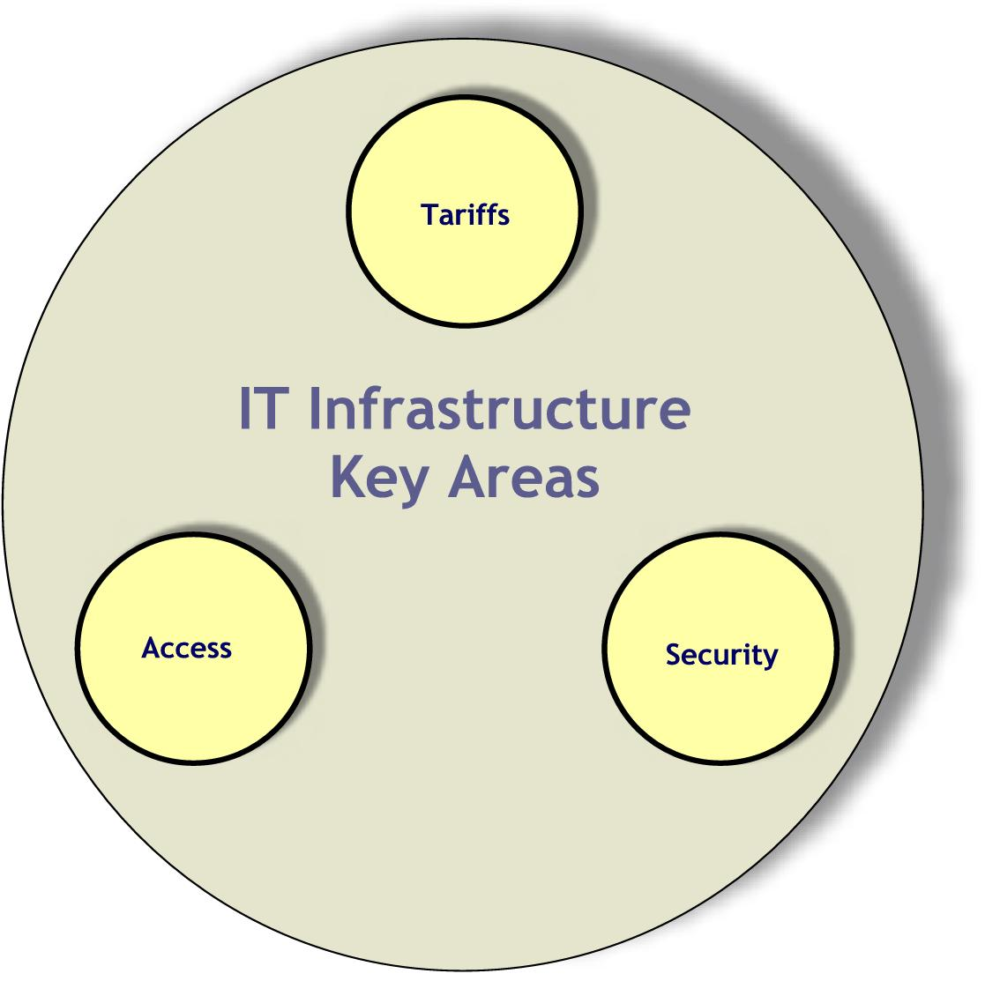 Tariffs
IT Infrastructure
Key Areas
Access
Security